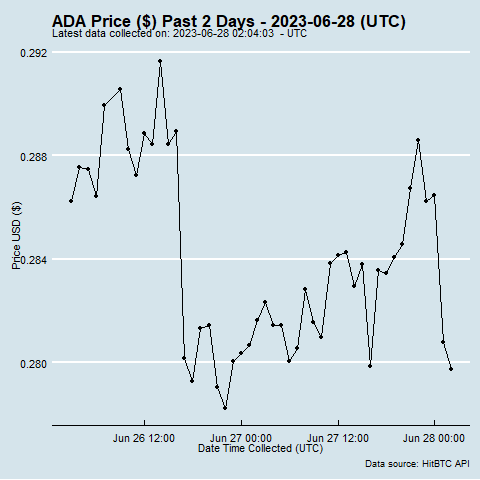 ADA Price ($) Past 2 Days - 2023-06-28 (UTC)
Latest data collected on: 2023-06-28 02:04:03 - UTC
0.292
0.288
0.284
0.280
Price USD ($)
Jun 26 12:00
Jun 27 00:00
Jun 27 12:00
Jun 28 00:00
Date Time Collected (UTC)
Data source: HitBTC API